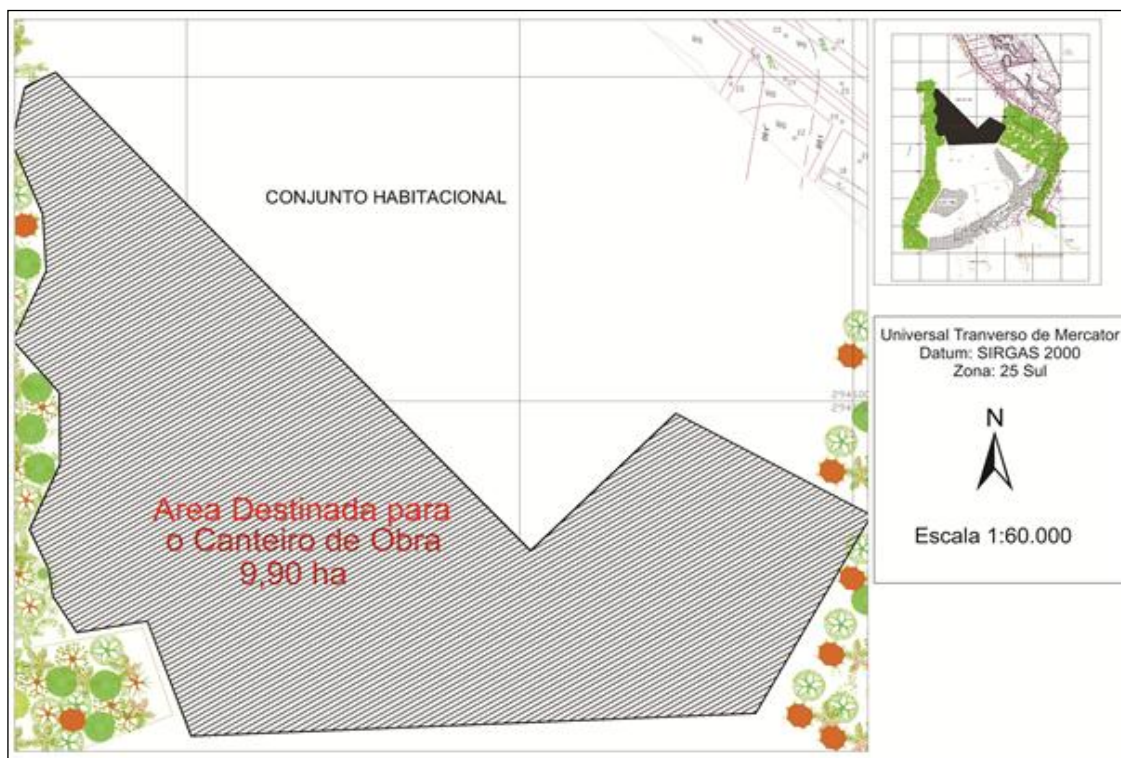 CONJUNTO HABITACIONAL
Area Destinada para
o Canteiro de Obra
9,90 ha
Universal Tranverso de Mercator
Datum: SIRGAS 2000
Zona: 25 Sul
N
Escala 1:60.000